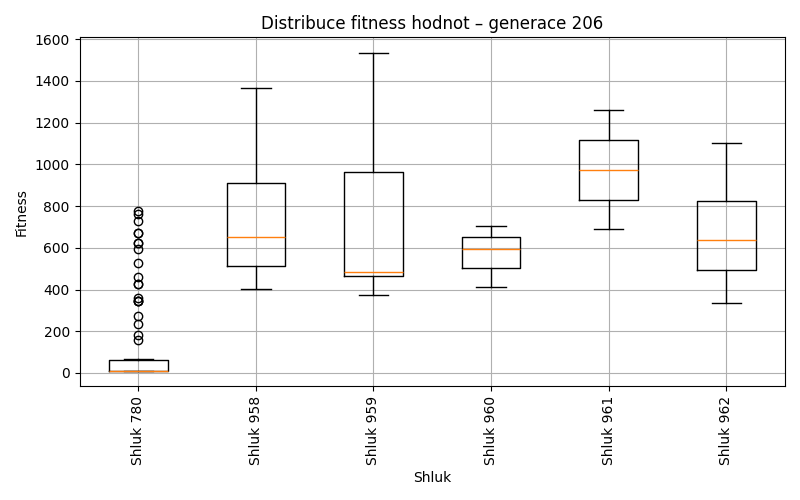 Distribuce fitness hodnot – generace 206
1600
1400
1200
1000
800
600
400
200
0
Fitness
Shluk 780
Shluk 958
Shluk 959
Shluk 960
Shluk 961
Shluk 962
Shluk